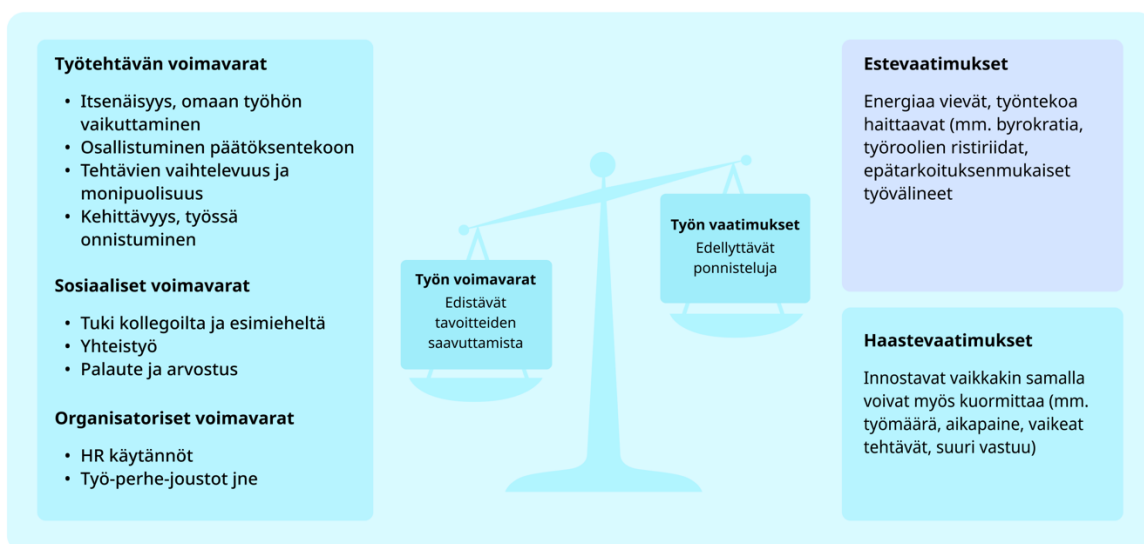 Työtehtävän voimavarat
• Itsenäisyys, omaan työhön
vaikuttaminen
• Osallistuminen päätöksentekoon
• Tehtävien vaihtelevuus ja
monipuolisuus
• Kehittävyys, työssä
onnistuminen
Sosiaaliset voimavarat
• Tuki kollegoilta ja esimieheltä
• Yhteistyö
• Palaute ja arvostus
Organisatoriset voimavarat
• HR käytännöt
• Työ-perhe-joustot jne
Työn voimavarat
Edistävät
tavoitteiden
saavuttamista
Työn vaatimukset
Edellyttävät
ponnisteluja
Estevaatimukset
Energiaa vievät, työntekoa
haittaavat (mm. byrokratia,
työroolien ristiriidat,
epätarkoituksenmukaiset
työvälineet
Haastevaatimukset
Innostavat vaikkakin samalla
voivat myös kuormittaa (mm.
työmäärä, aikapaine, vaikeat
tehtävät, suuri vastuu)